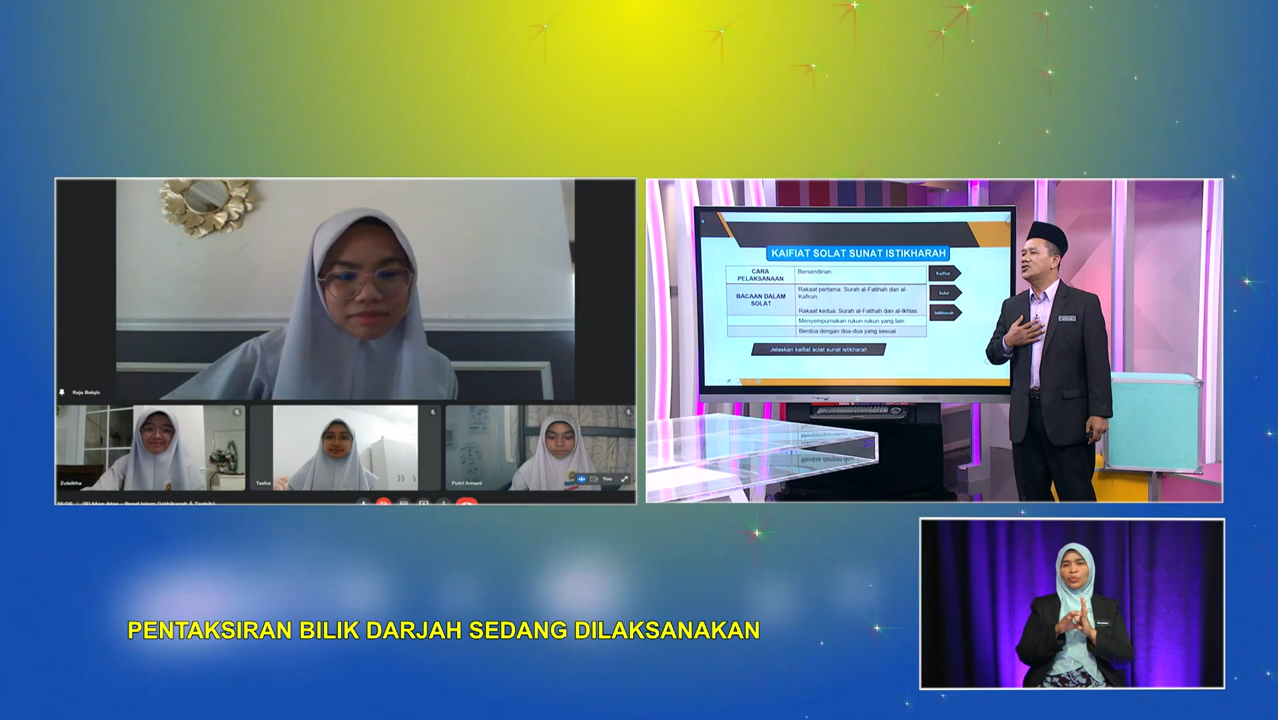 Raja Balqis
Zulaikha
Tasha
Putri Amani
You
KAIFIAT SOLAT SUNAT ISTIKHARAH
CARA
PELAKSANAAN
Bersendirian
BACAAN DALAM
SOLAT
Rakaat pertama: Surah al-Fatihah dan al-
Kafirun
Rakaat kedua: Surah al-Fatihah dan al-Ikhlas
Menyempurnakan rukun-rukun yang lain
Berdoa dengan doa-doa yang sesuai
Kaifiat
Solat
Istikharah
Jelaskan kaifiat solat sunat istikharah
PENTAKSIRAN BILIK DARJAH SEDANG DILAKSANAKAN